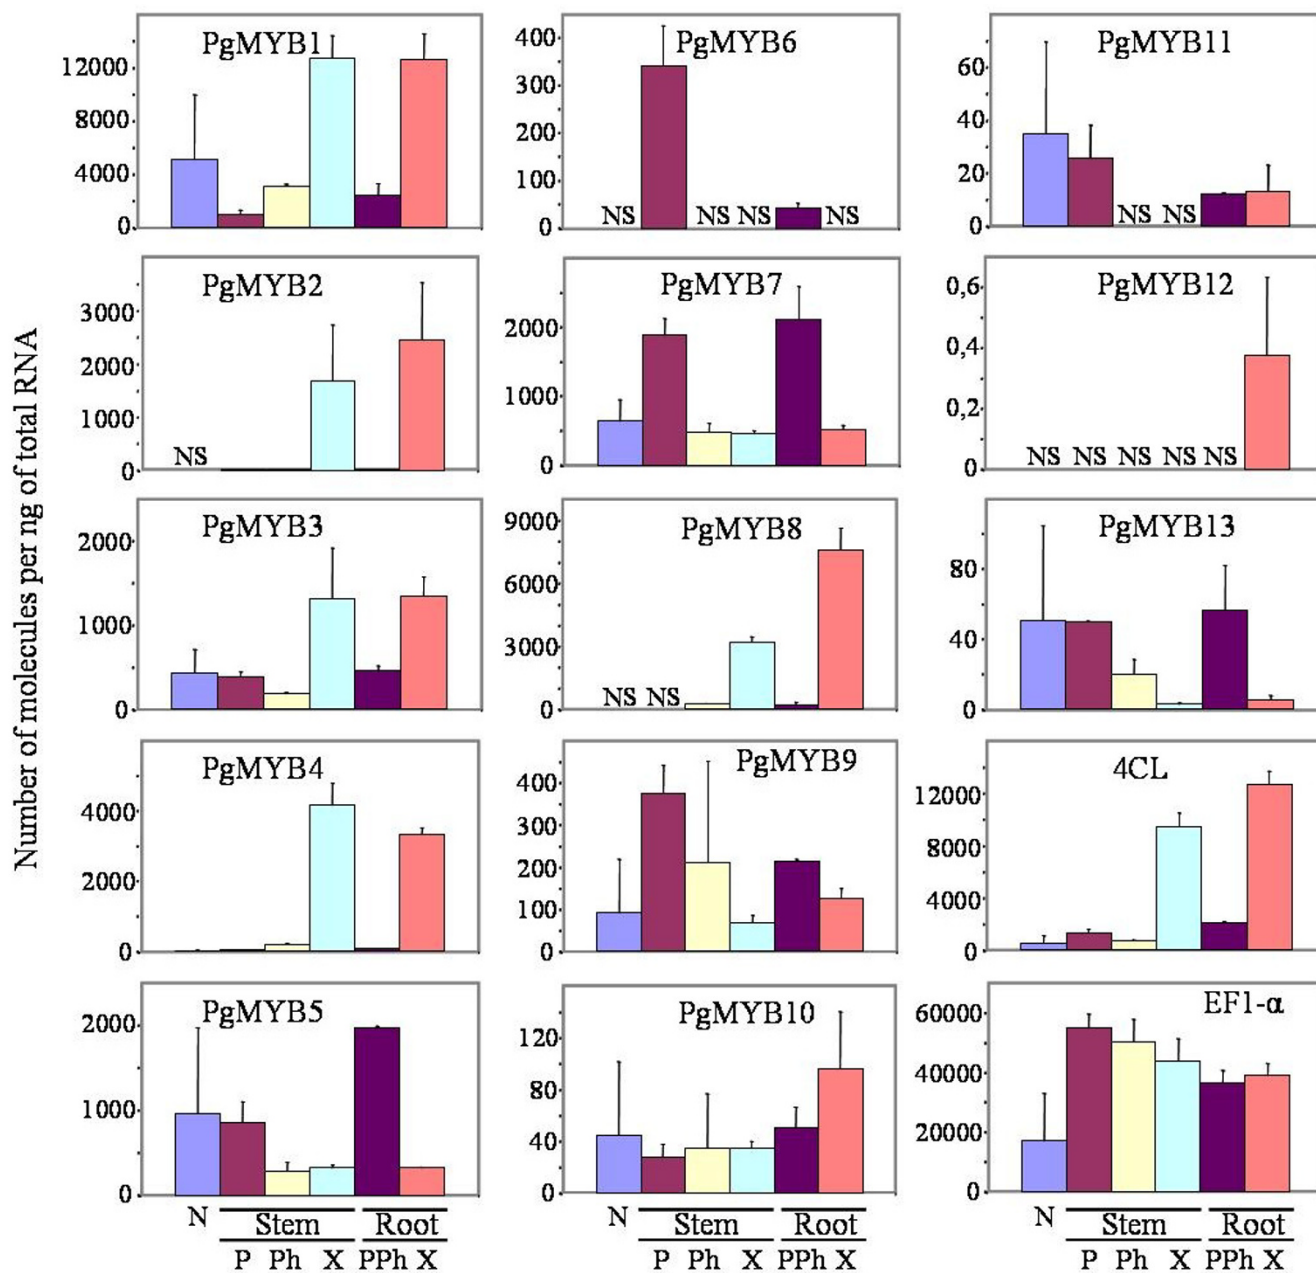 Number of molecules per ng of total RNA
PgMYB1
12000
8000
4000
0
PgMYB6
400
300
200
100
0
NS NS NS NS
PgMYB11
60
40
20
0
NS NS
PgMYB2
3000
2000
1000
0
NS
PgMYB7
2000
1000
0
PgMYB12
0,6
0,4
0,2
0
NS NS NS NS NS
PgMYB3
2000
1000
0
PgMYB8
9000
6000
3000
0
NS NS
PgMYB13
80
40
0
PgMYB4
4000
2000
0
PgMYB9
400
300
200
100
0
4CL
12000
8000
4000
0
PgMYB5
2000
1000
0
PgMYB10
120
80
40
0
EF1-α
60000
40000
20000
0
N Stem Root
P Ph X PPh X
N Stem Root
P Ph X PPh X
N Stem Root
P Ph X PPh X